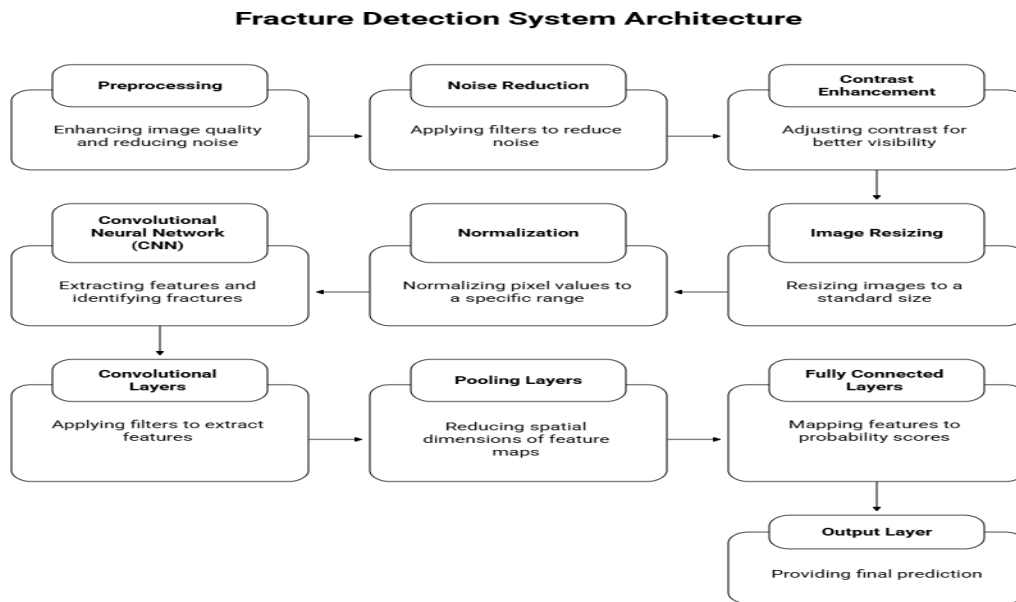 Fracture Detection System Architecture
Preprocessing
Enhancing image quality
and reducing noise
Noise Reduction
Applying filters to reduce
noise
Contrast
Enhancement
Adjusting contrast for
better visibility
Convolutional
Neural Network
(CNN)
Extracting features and
identifying fractures
Normalization
Normalizing pixel values to
a specific range
Image Resizing
Resizing images to a
standard size
Convolutional
Layers
Applying filters to extract
features
Pooling Layers
Reducing spatial
dimensions of feature
maps
Fully Connected
Layers
Mapping features to
probability scores
Output Layer
Providing final prediction